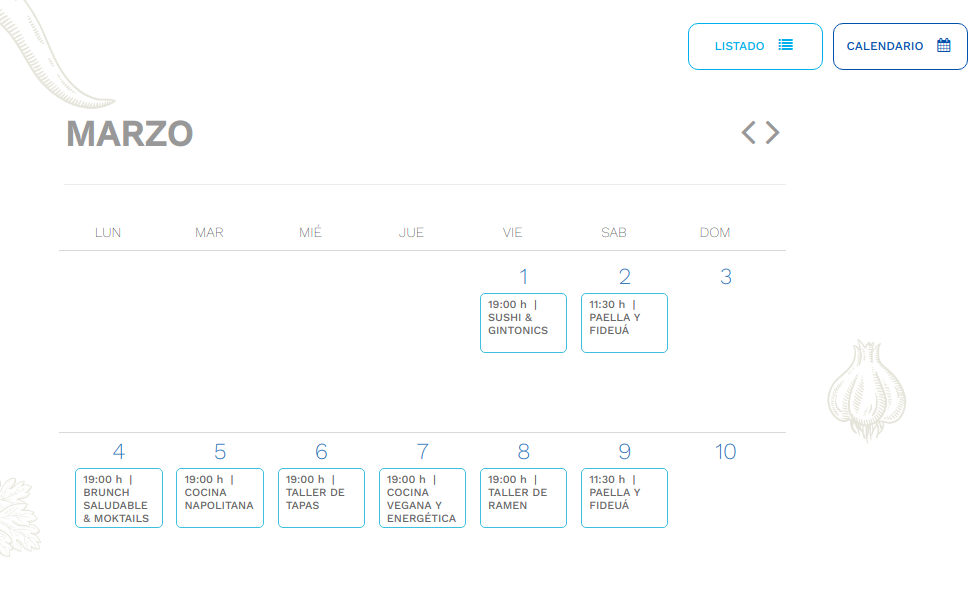 LISTADO
CALENDARIO
MARZO
LUN MAR MIÉ JUE VIE SAB DOM
1 2 3
19:00 h |
SUSHI &
GINTONICS
11:30 h |
PAELLA Y
FIDEUÁ
4 5 6 7 8 9 10
19:00 h |
BRUNCH
SALUDABLE
& MOKTAILS
19:00 h |
COCINA
NAPOLITANA
19:00 h |
TALLER DE
TAPAS
19:00 h |
COCINA
VEGANA Y
ENERGÉTICA
19:00 h |
TALLER DE
RAMEN
11:30 h |
PAELLA Y
FIDEUÁ